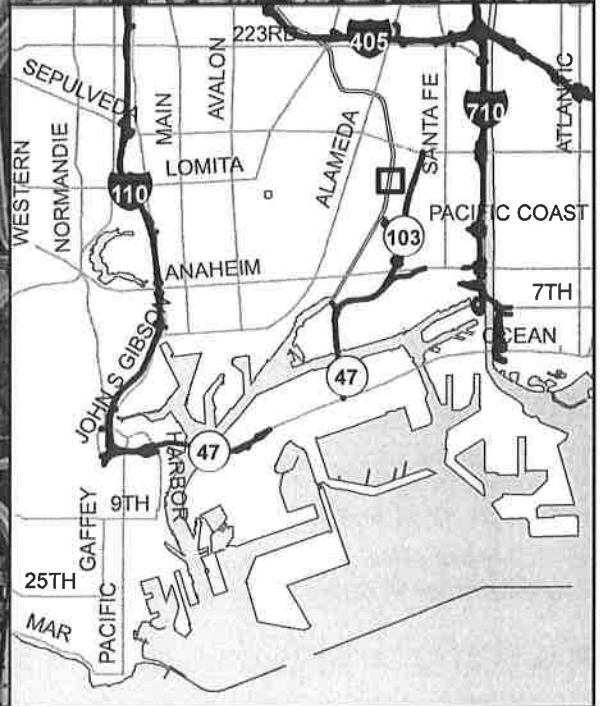 223RD
405
SEPULVEDA
MAIN
AVALON
ALAMEDA
SANTA FE
710
ATLANTIC
WESTERN
NORMANDIE
LOMITA
110
PACIFIC COAST
103
ANAHEIM
7TH
JOHN S GIBSON
OCEAN
47
HARBOR
47
9TH
GAFFEY
25TH
MAR
PACIFIC